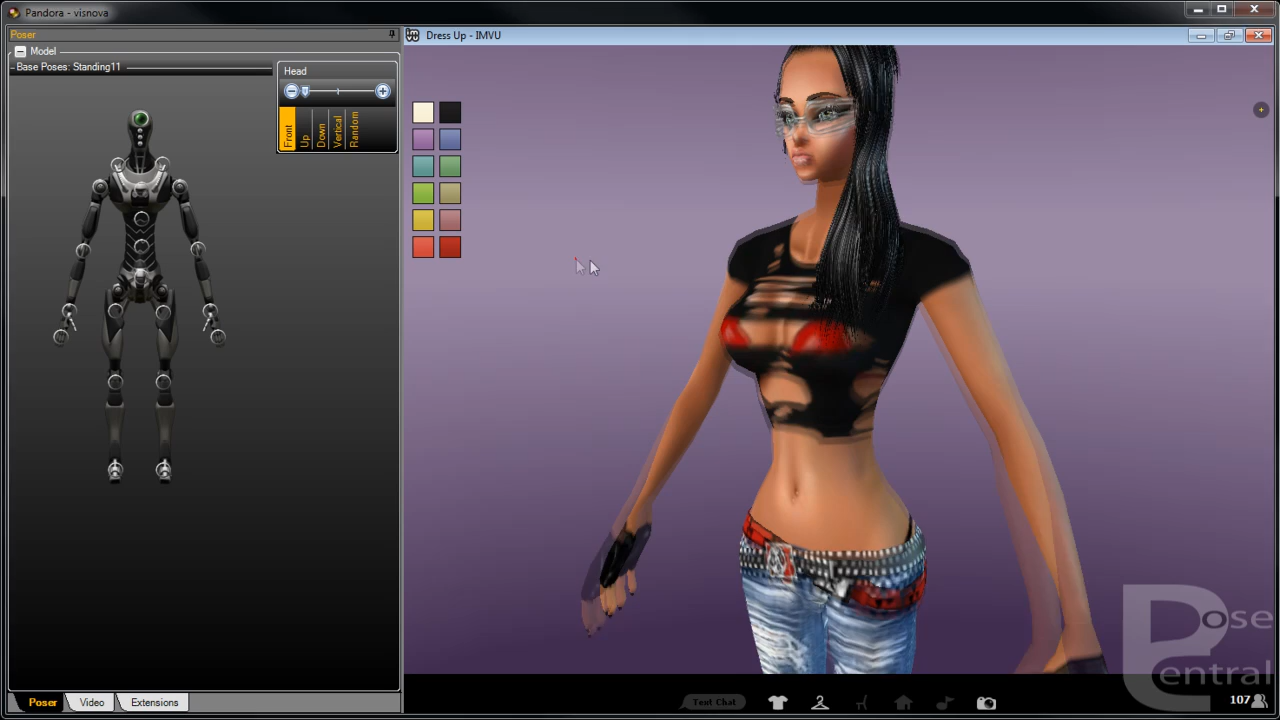 Pandora - visnova
Poser
Model
Base Poses: Standing11
Head
Front
Up
Down
Vertical
Random
Dress Up - IMVU
Poser
Video
Extensions
Text Chat
107
Pose
Central